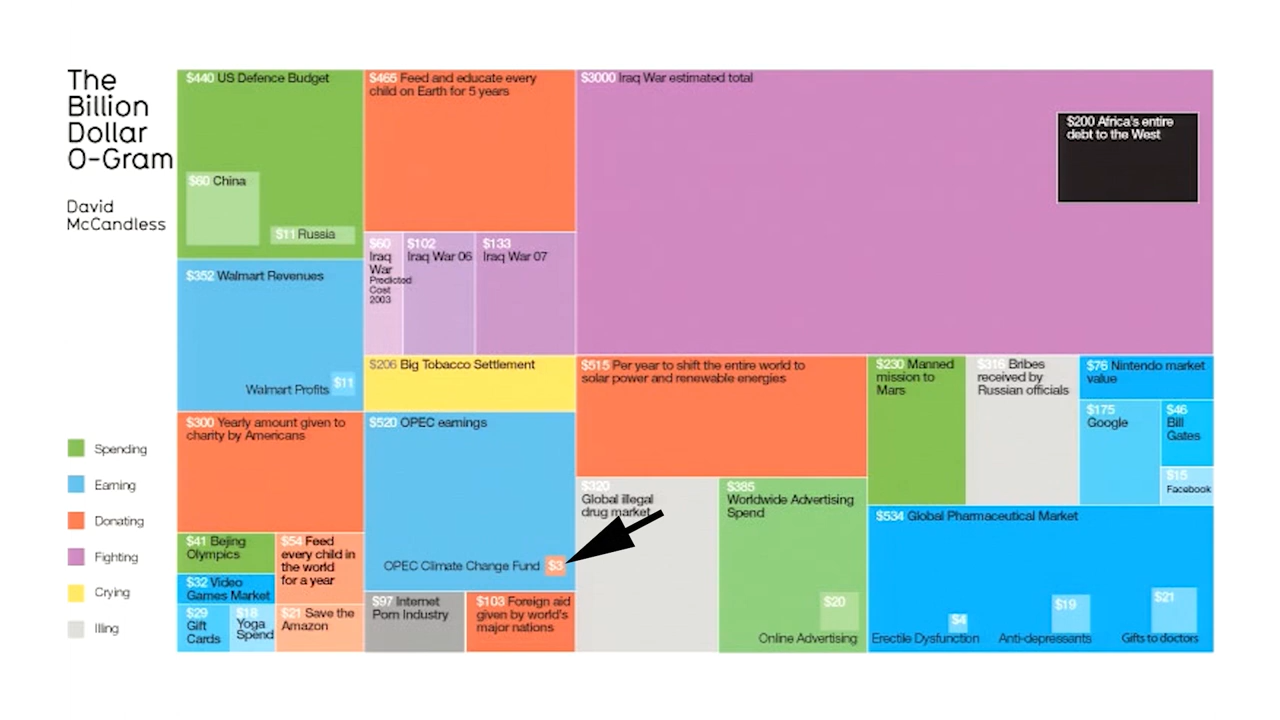 The
Billion
Dollar
O-Gram
David
McCandless
Spending
Earning
Donating
Fighting
Crying
Illing
$440 US Defence Budget
$60 China
$11 Russia
$465 Feed and educate every
child on Earth for 5 years
$3000 Iraq War estimated total
$200 Africa's entire
debt to the West
$60
Iraq
War
Predicted
Cost
2003
$102
Iraq War 06
$133
Iraq War 07
$352 Walmart Revenues
Walmart Profits $11
$206 Big Tobacco Settlement
$515 Per year to shift the entire world to
solar power and renewable energies
$230 Manned
mission to
Mars
$316 Bribes
received by
Russian officials
$76 Nintendo market
value
$175
Google
$46
Bill
Gates
$15
Facebook
$300 Yearly amount given to
charity by Americans
$520 OPEC earnings
OPEC Climate Change Fund $3
$320
Global illegal
drug market
$385
Worldwide Advertising
Spend
$20
Online Advertising
$534 Global Pharmaceutical Market
$4
Erectile Dysfunction
$19
Anti-depressants
$21
Gifts to doctors
$41 Bejing
Olympics
$54 Feed
every child in
the world
for a year
$32 Video
Games Market
$29
Gift
Cards
$18
Yoga
Spend
$21 Save the
Amazon
$97 Internet
Porn Industry
$103 Foreign aid
given by world's
major nations